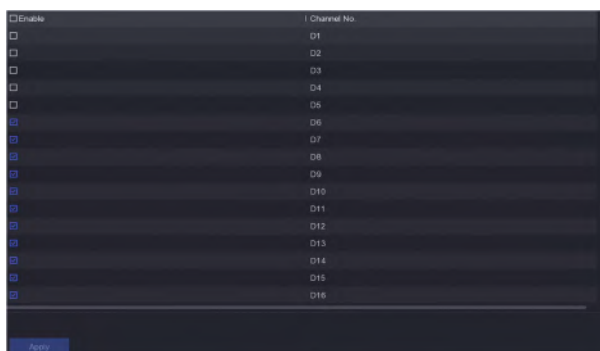 Enable | Channel No.
D1
D2
D3
D4
D5
D6
D7
D8
D9
D10
D11
D12
D13
D14
D15
D16
Apply